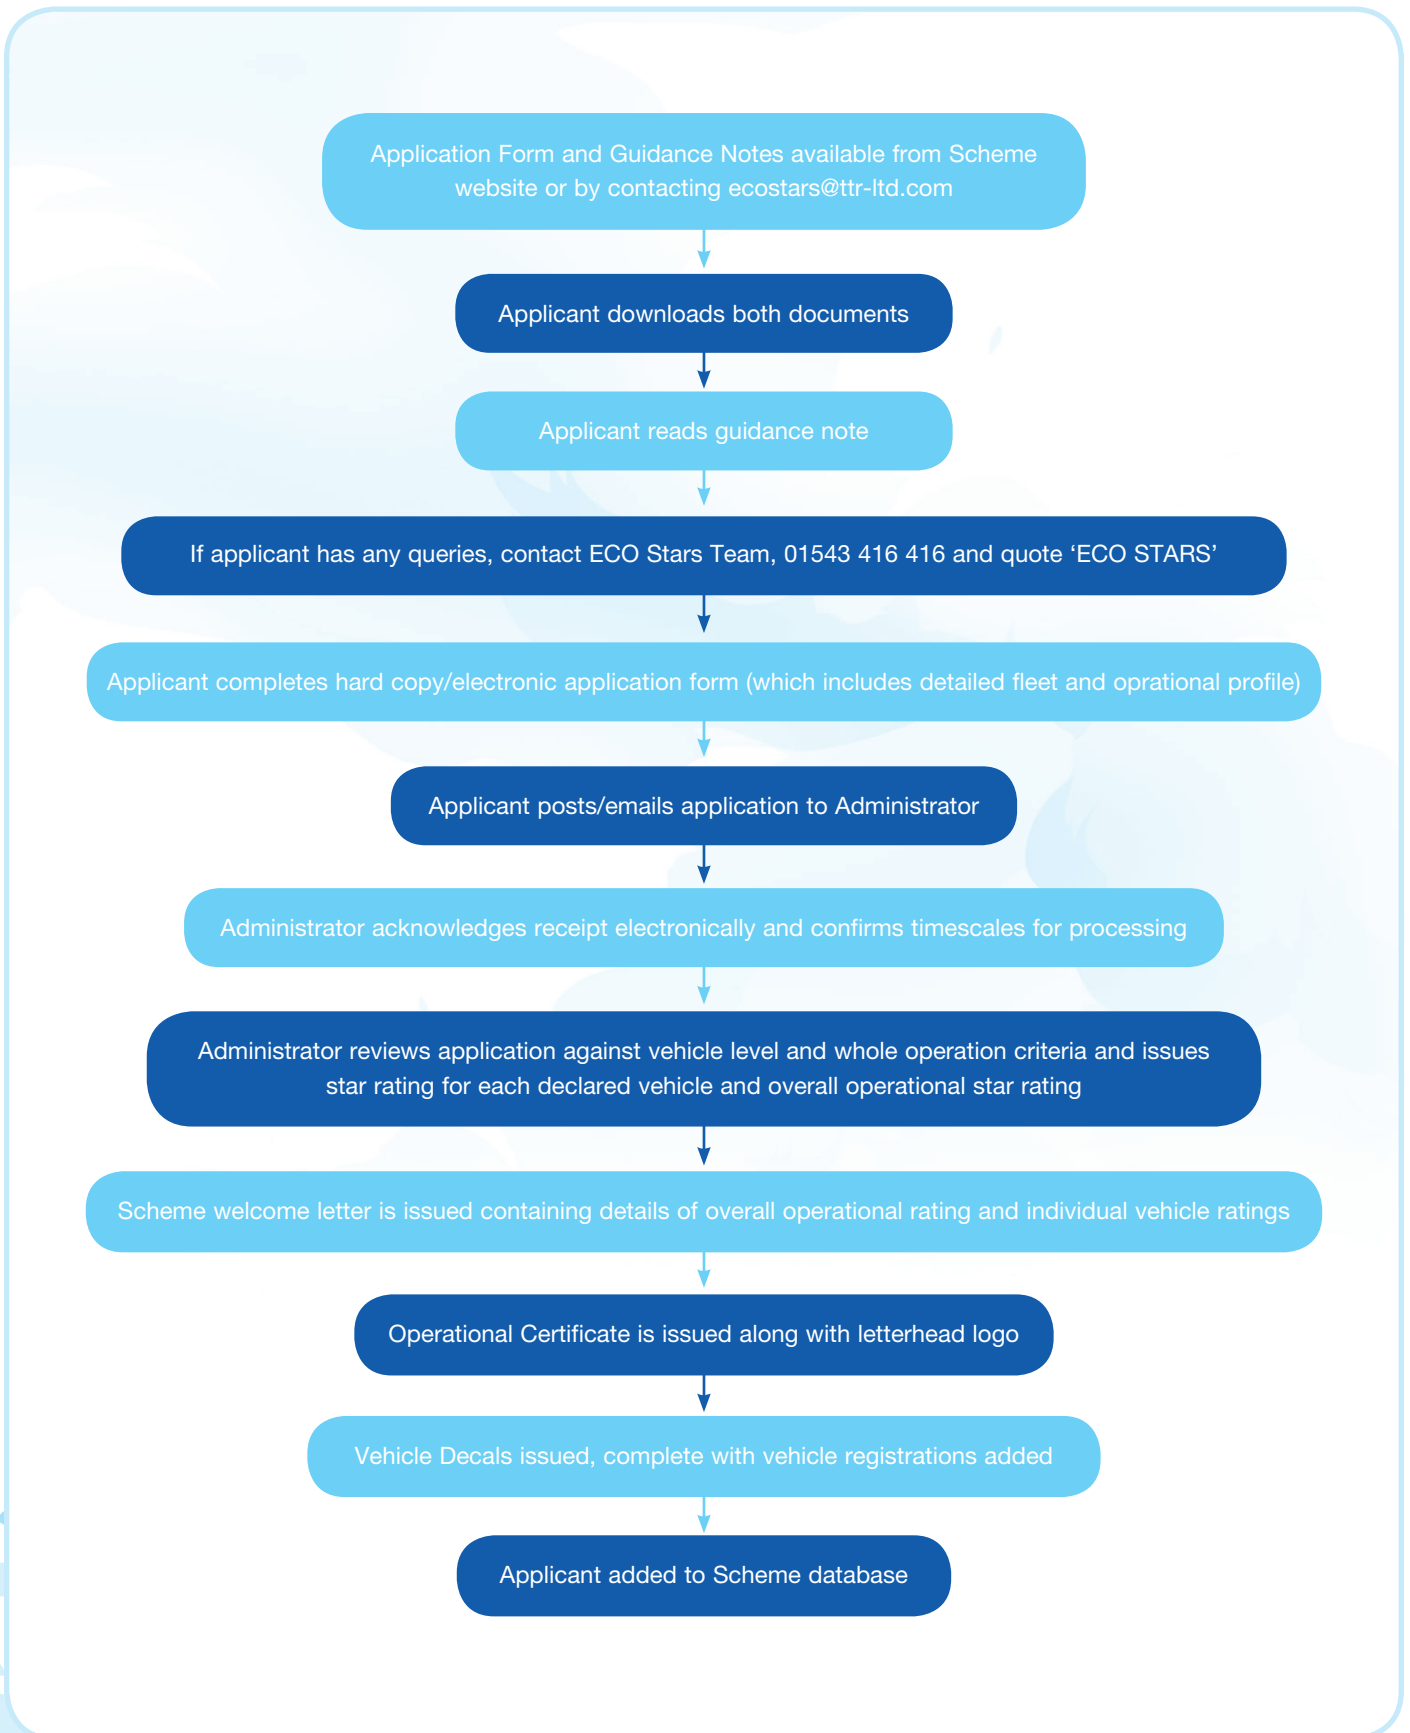 Application Form and Guidance Notes available from Scheme
website or by contacting ecostars@ttr-ltd.com
Applicant downloads both documents
Applicant reads guidance note
If applicant has any queries, contact ECO Stars Team, 01543 416 416 and quote ‘ECO STARS’
Applicant completes hard copy/electronic application form (which includes detailed fleet and oprational profile)
Applicant posts/emails application to Administrator
Administrator acknowledges receipt electronically and confirms timescales for processing
Administrator reviews application against vehicle level and whole operation criteria and issues
star rating for each declared vehicle and overall operational star rating
Scheme welcome letter is issued containing details of overall operational rating and individual vehicle ratings
Operational Certificate is issued along with letterhead logo
Vehicle Decals issued, complete with vehicle registrations added
Applicant added to Scheme database